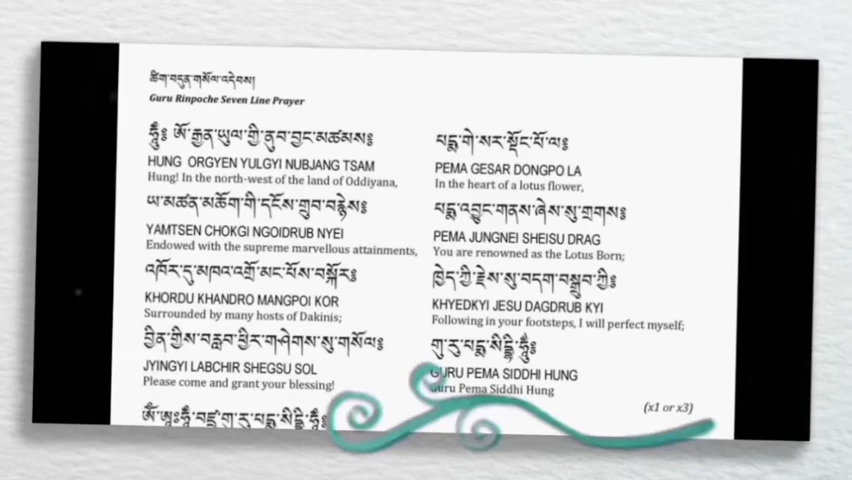 ཚིག་བདུན་གསོལ་འདེབས།
Guru Rinpoche Seven Line Prayer
ཧཱུྃ༔ ཨོ་རྒྱན་ཡུལ་གྱི་ནུབ་བྱང་མཚམས༔
HUNG ORGYEN YULGYI NUBJANG TSAM
Hung! In the north-west of the land of Oddiyana,
པདྨ་གེ་སར་སྡོང་པོ་ལ༔
PEMA GESAR DONGPO LA
In the heart of a lotus flower,
ཡ་མཚན་མཆོག་གི་དངོས་གྲུབ་བརྙེས༔
YAMTSEN CHOKGI NGOIDRUB NYEI
Endowed with the supreme marvellous attainments,
པདྨ་འབྱུང་གནས་ཞེས་སུ་གྲགས༔
PEMA JUNGNEI SHEISU DRAG
You are renowned as the Lotus Born;
འཁོར་དུ་མཁའ་འགྲོ་མང་པོས་བསྐོར༔
KHORDU KHANDRO MANGPOI KOR
Surrounded by many hosts of Dakinis;
ཁྱེད་ཀྱི་རྗེས་སུ་བདག་བསྒྲུབ་ཀྱི༔
KHYEDKYI JESU DAGDRUB KYI
Following in your footsteps, I will perfect myself;
བྱིན་གྱིས་བརླབ་ཕྱིར་གཤེགས་སུ་གསོལ༔
JYINGYI LABCHIR SHEGSU SOL
Please come and grant your blessing!
གུ་རུ་པདྨ་སིདྡྷི་ཧཱུྃ༔
GURU PEMA SIDDHI HUNG
Guru Pema Siddhi Hung
(x1 or x3)
ཨོཾ་ཨཱཿཧཱུྃ་བཛྲ་གུ་རུ་པདྨ་སིདྡྷི་ཧཱུྃ༔